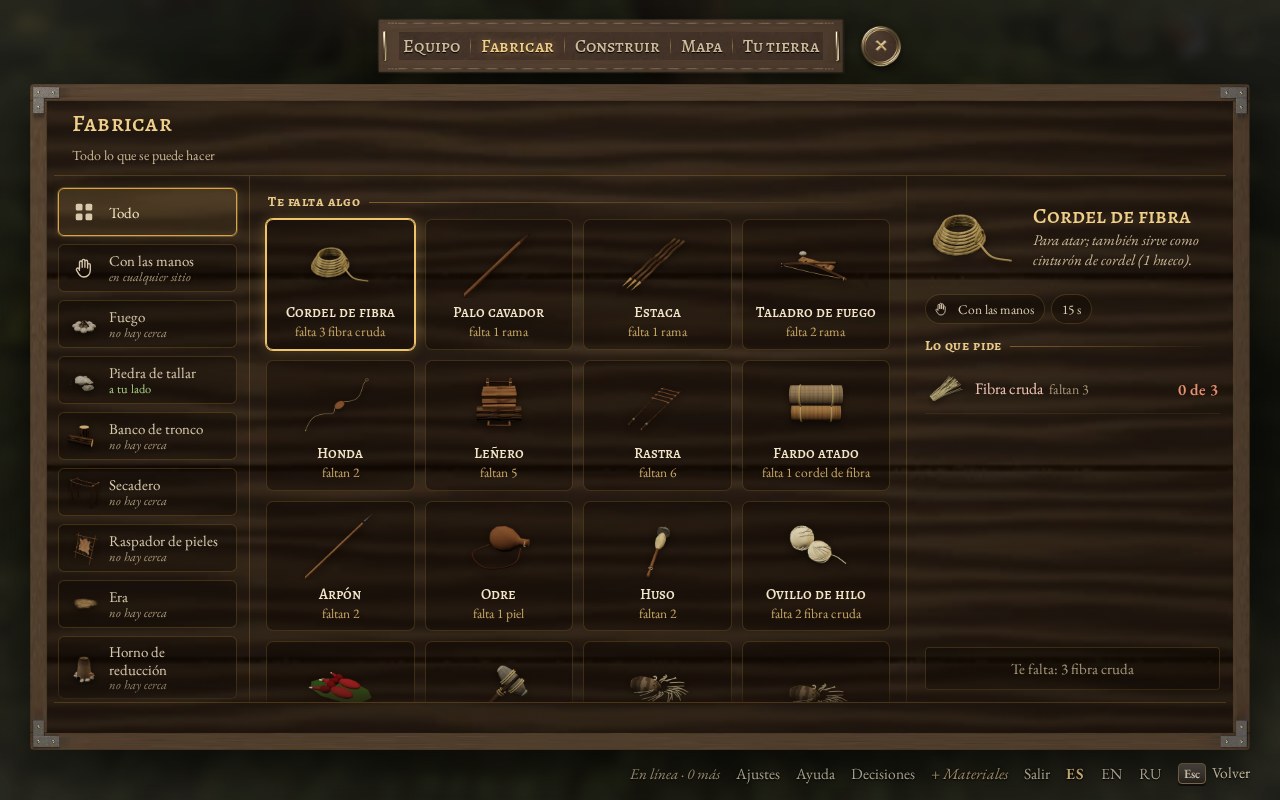 Equipo Fabricar Construir Mapa Tu tierra ✕
Fabricar
Todo lo que se puede hacer
Todo
Con las manos
en cualquier sitio
Fuego
no hay cerca
Piedra de tallar
a tu lado
Banco de tronco
no hay cerca
Secadero
no hay cerca
Raspador de pieles
no hay cerca
Era
no hay cerca
Horno de
reducción
no hay cerca
Te falta algo
Cordel de fibra
falta 3 fibra cruda
Palo cavador
falta 1 rama
Estaca
falta 1 rama
Taladro de fuego
falta 2 rama
Honda
faltan 2
Leñero
faltan 5
Rastra
faltan 6
Fardo atado
falta 1 cordel de fibra
Arpón
faltan 2
Odre
falta 1 piel
Huso
faltan 2
Ovillo de hilo
falta 2 fibra cruda
Cordel de fibra
Para atar; también sirve como
cinturón de cordel (1 hueco).
Con las manos 15 s
Lo que pide
Fibra cruda faltan 3 0 de 3
Te falta: 3 fibra cruda
En línea · 0 más Ajustes Ayuda Decisiones + Materiales Salir ES EN RU Esc Volver